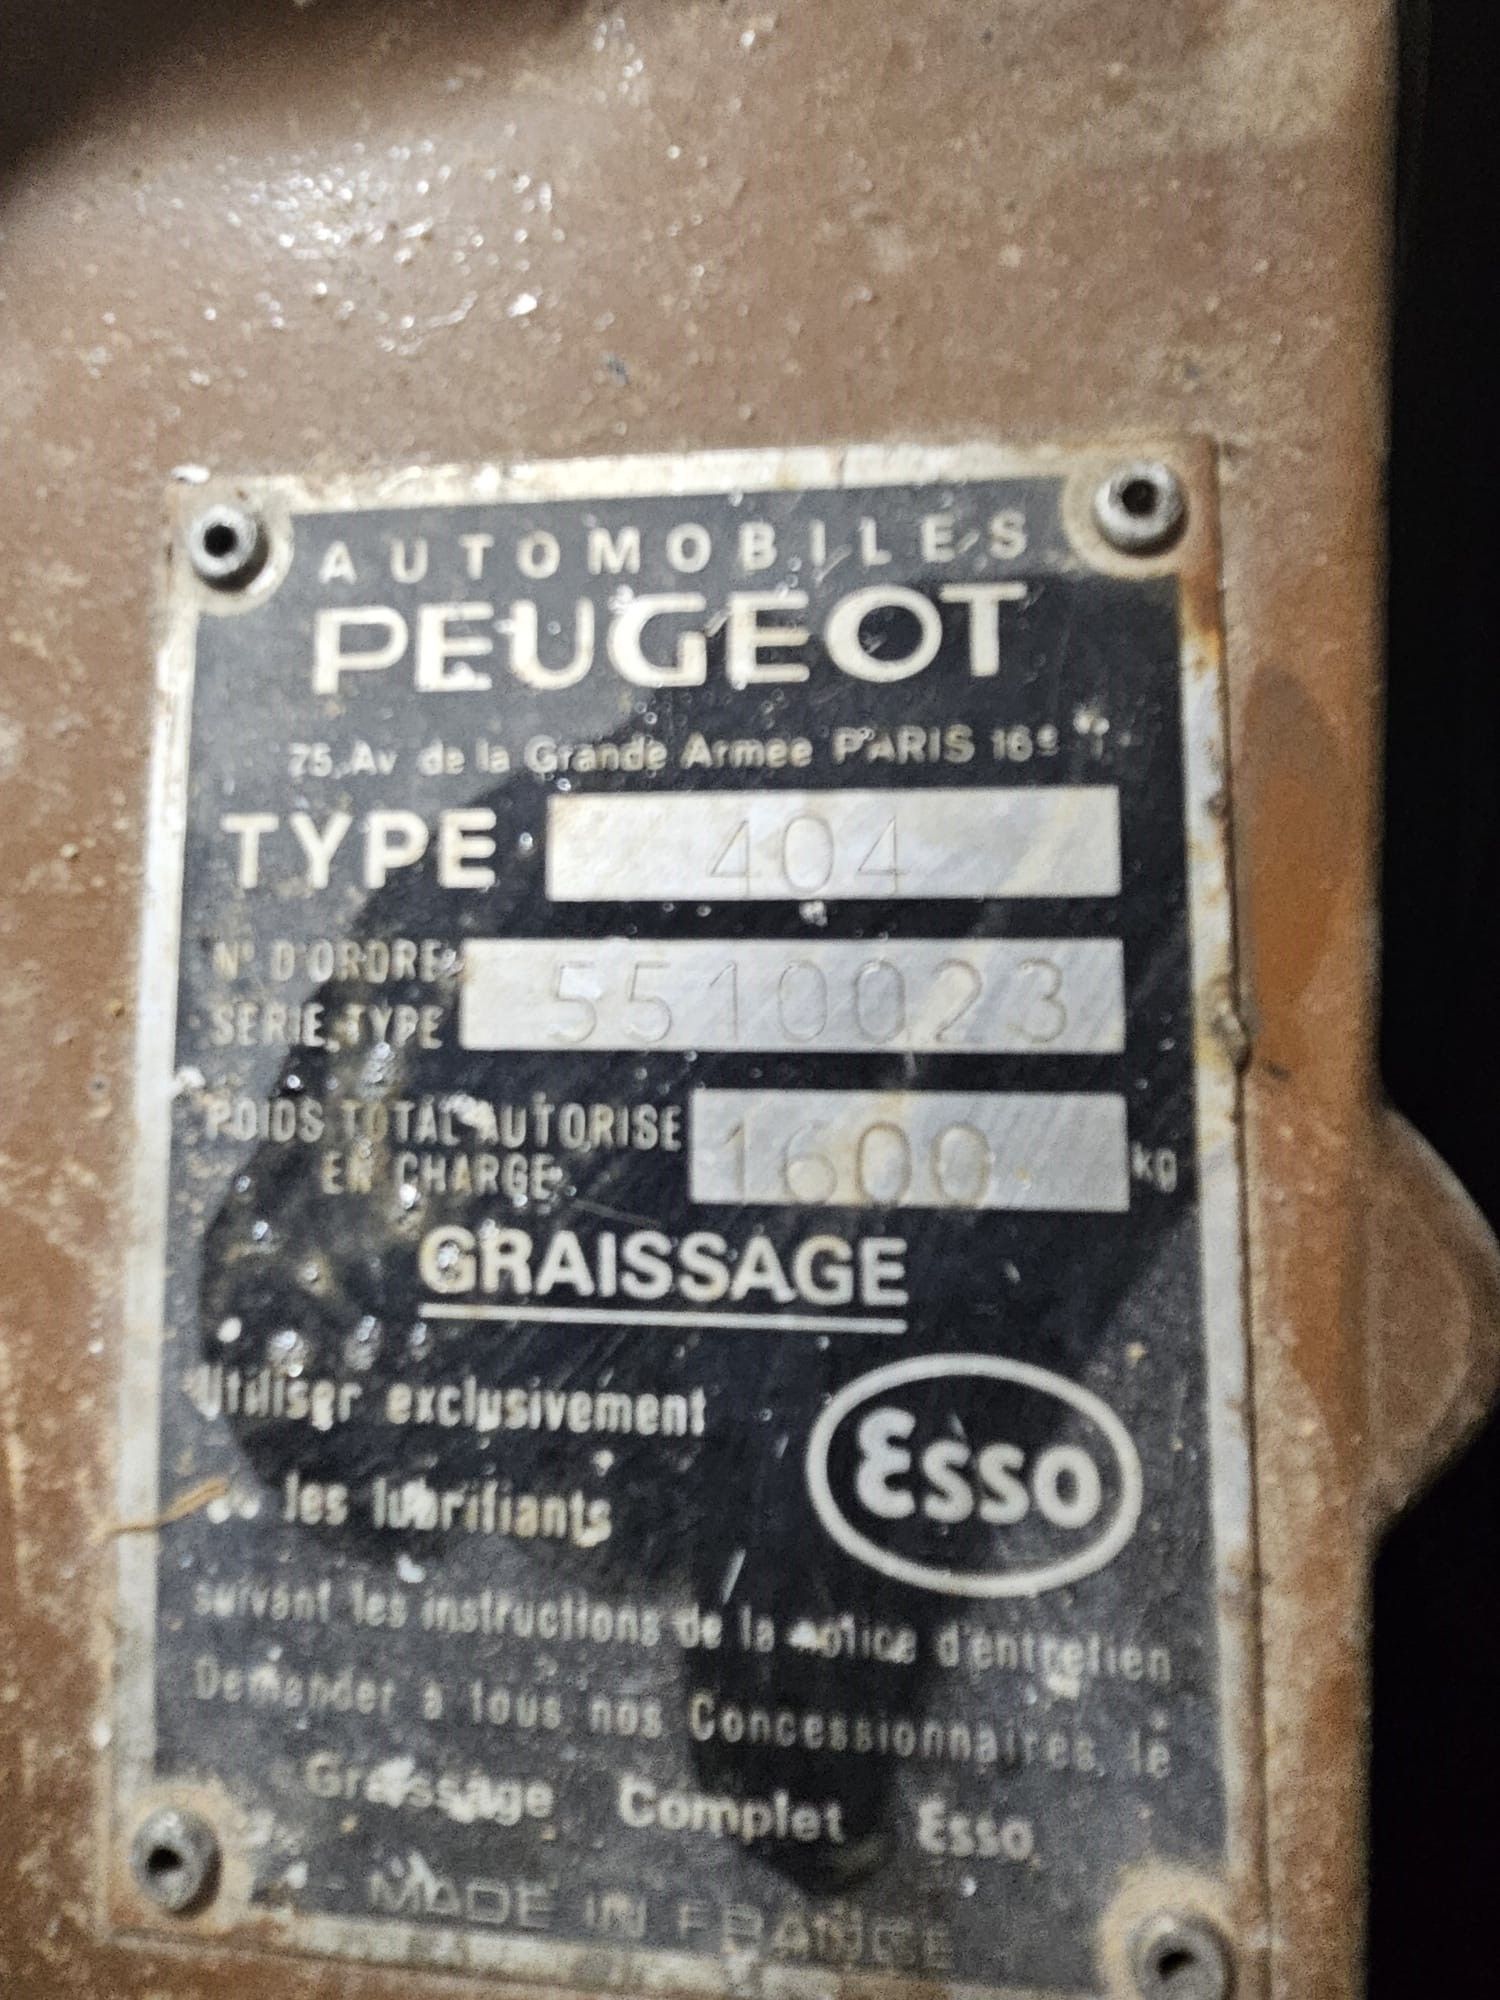 AUTOMOBILES
PEUGEOT
75, Av de la Grande Armee PARIS 16e
TYPE 404
N° D'ORDRE
SERIE TYPE 5510023
POIDS TOTAL AUTORISE
EN CHARGE 1600 kg
GRAISSAGE
Utiliser exclusivement
les lubrifiants Esso
suivant les instructions de la notice d'entretien
Demander a tous nos Concessionnaires le
Graissage Complet Esso
MADE IN FRANCE